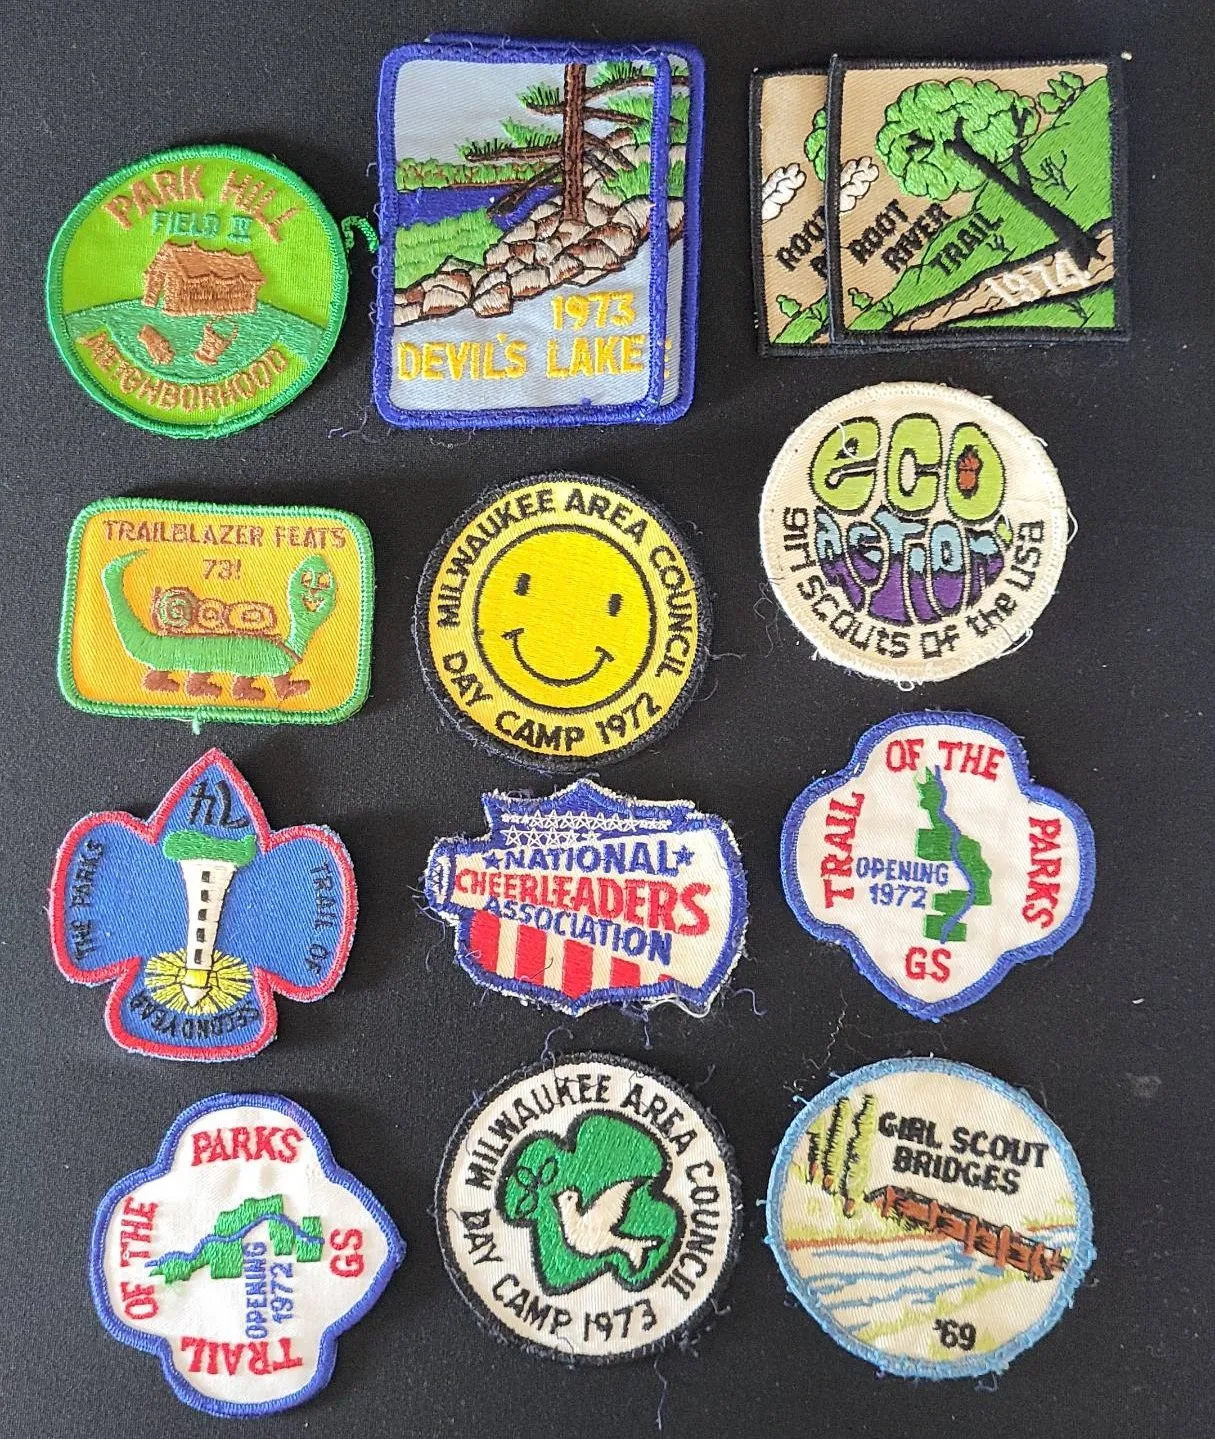 PARK HILL
FIELD IV
NEIGHBORHOOD
1973
DEVIL'S LAKE
E
ROOT
R
ROOT
RIVER
TRAIL
1974
TRAILBLAZER FEATS
73!
MILWAUKEE AREA COUNCIL
DAY CAMP 1972
eco
action
girl scouts of the usa
74
TRAIL OF
THE PARKS
SECOND YEAR
NATIONAL
CHEERLEADERS
ASSOCIATION
TRAIL OF THE PARKS
OPENING
1972
GS
TRAIL OF THE PARKS
GS
OPENING
1972
MILWAUKEE AREA COUNCIL
DAY CAMP 1973
GIRL SCOUT
BRIDGES
'69